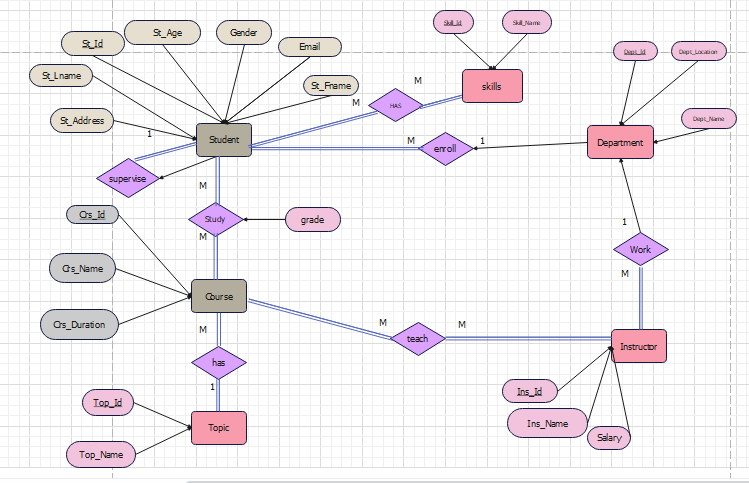 St_Id
St_Age
Gender
Email
Skill_Id
Skill_Name
Dept_Id
Dept_Location
St_Lname
St_Fname
skills
M
M
HAS
St_Address
Dept_Name
1
Student
M
enroll
1
Department
supervise
M
Crs_Id
Study
grade
1
M
Work
Crs_Name
M
Course
Crs_Duration
M
M
M
teach
Instructor
has
1
Ins_Id
Top_Id
Ins_Name
Topic
Salary
Top_Name